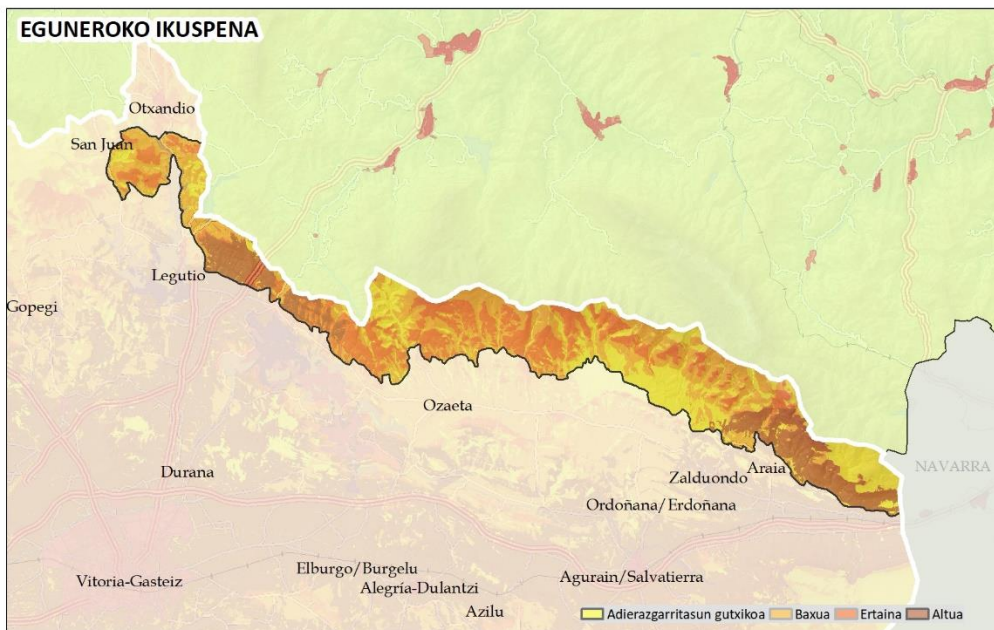 EGUNEROKO IKUSPENA
Otxandio
San Juan
Legutio
Gopegi
Ozaeta
Durana
Zalduondo
Araia
NAVARRA
Ordoñana/Erdoñana
Vitoria-Gasteiz
Elburgo/Burgelu
Alegría-Dulantzi
Agurain/Salvatierra
Azilu
Adierazgarritasun gutxikoa Baxua Ertaina Altua